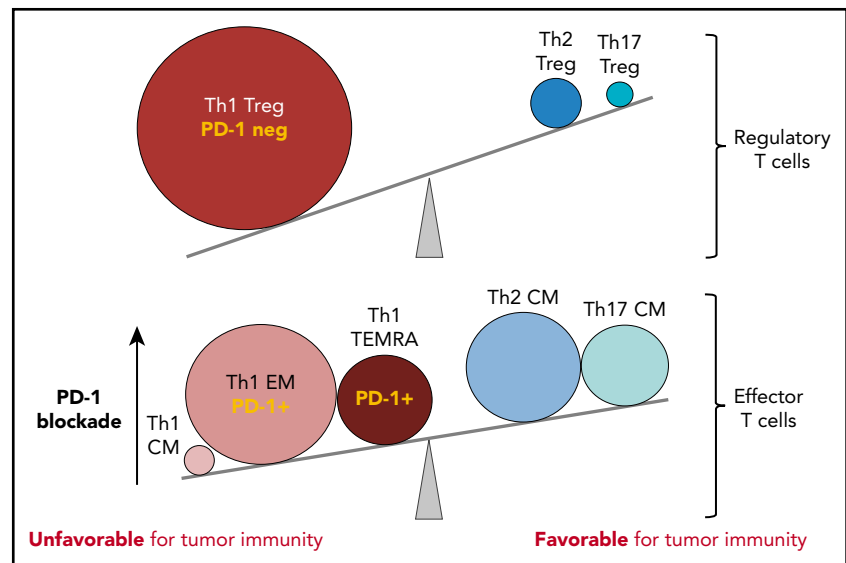 Th2
Treg
Th17
Treg
Th1 Treg
PD-1 neg
Regulatory
T cells
Th1
TEMRA
Th2 CM
Th17 CM
PD-1
blockade
Th1 EM
PD-1+
PD-1+
Th1
CM
Effector
T cells
Unfavorable for tumor immunity
Favorable for tumor immunity